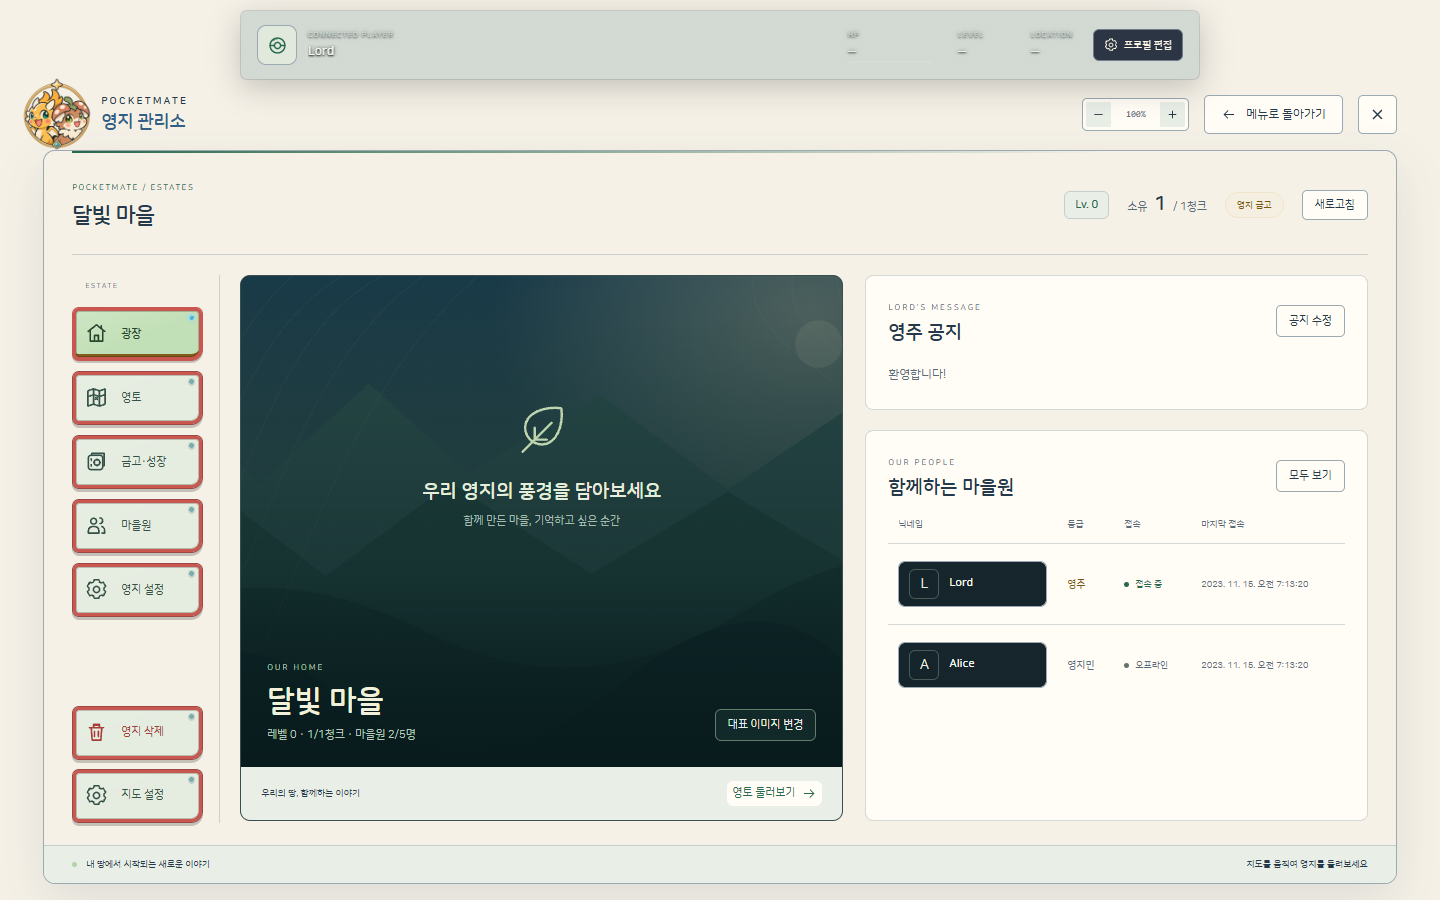 CONNECTED PLAYER
Lord
HP
—
LEVEL
—
LOCATION
—
프로필 편집
POCKETMATE
영지 관리소
− 100% +
← 메뉴로 돌아가기
×
POCKETMATE / ESTATES
달빛 마을
Lv. 0
소유 1 / 1청크
영지 금고
새로고침
ESTATE
광장
영토
금고·성장
마을원
영지 설정
영지 삭제
지도 설정
우리 영지의 풍경을 담아보세요
함께 만든 마을, 기억하고 싶은 순간
OUR HOME
달빛 마을
레벨 0 · 1/1청크 · 마을원 2/5명
대표 이미지 변경
우리의 땅, 함께하는 이야기
영토 둘러보기 →
LORD'S MESSAGE
영주 공지
공지 수정
환영합니다!
OUR PEOPLE
함께하는 마을원
모두 보기
닉네임 등급 접속 마지막 접속
L Lord 영주 접속 중 2023. 11. 15. 오전 7:13:20
A Alice 영지민 오프라인 2023. 11. 15. 오전 7:13:20
내 땅에서 시작되는 새로운 이야기
지도를 움직여 영지를 둘러보세요